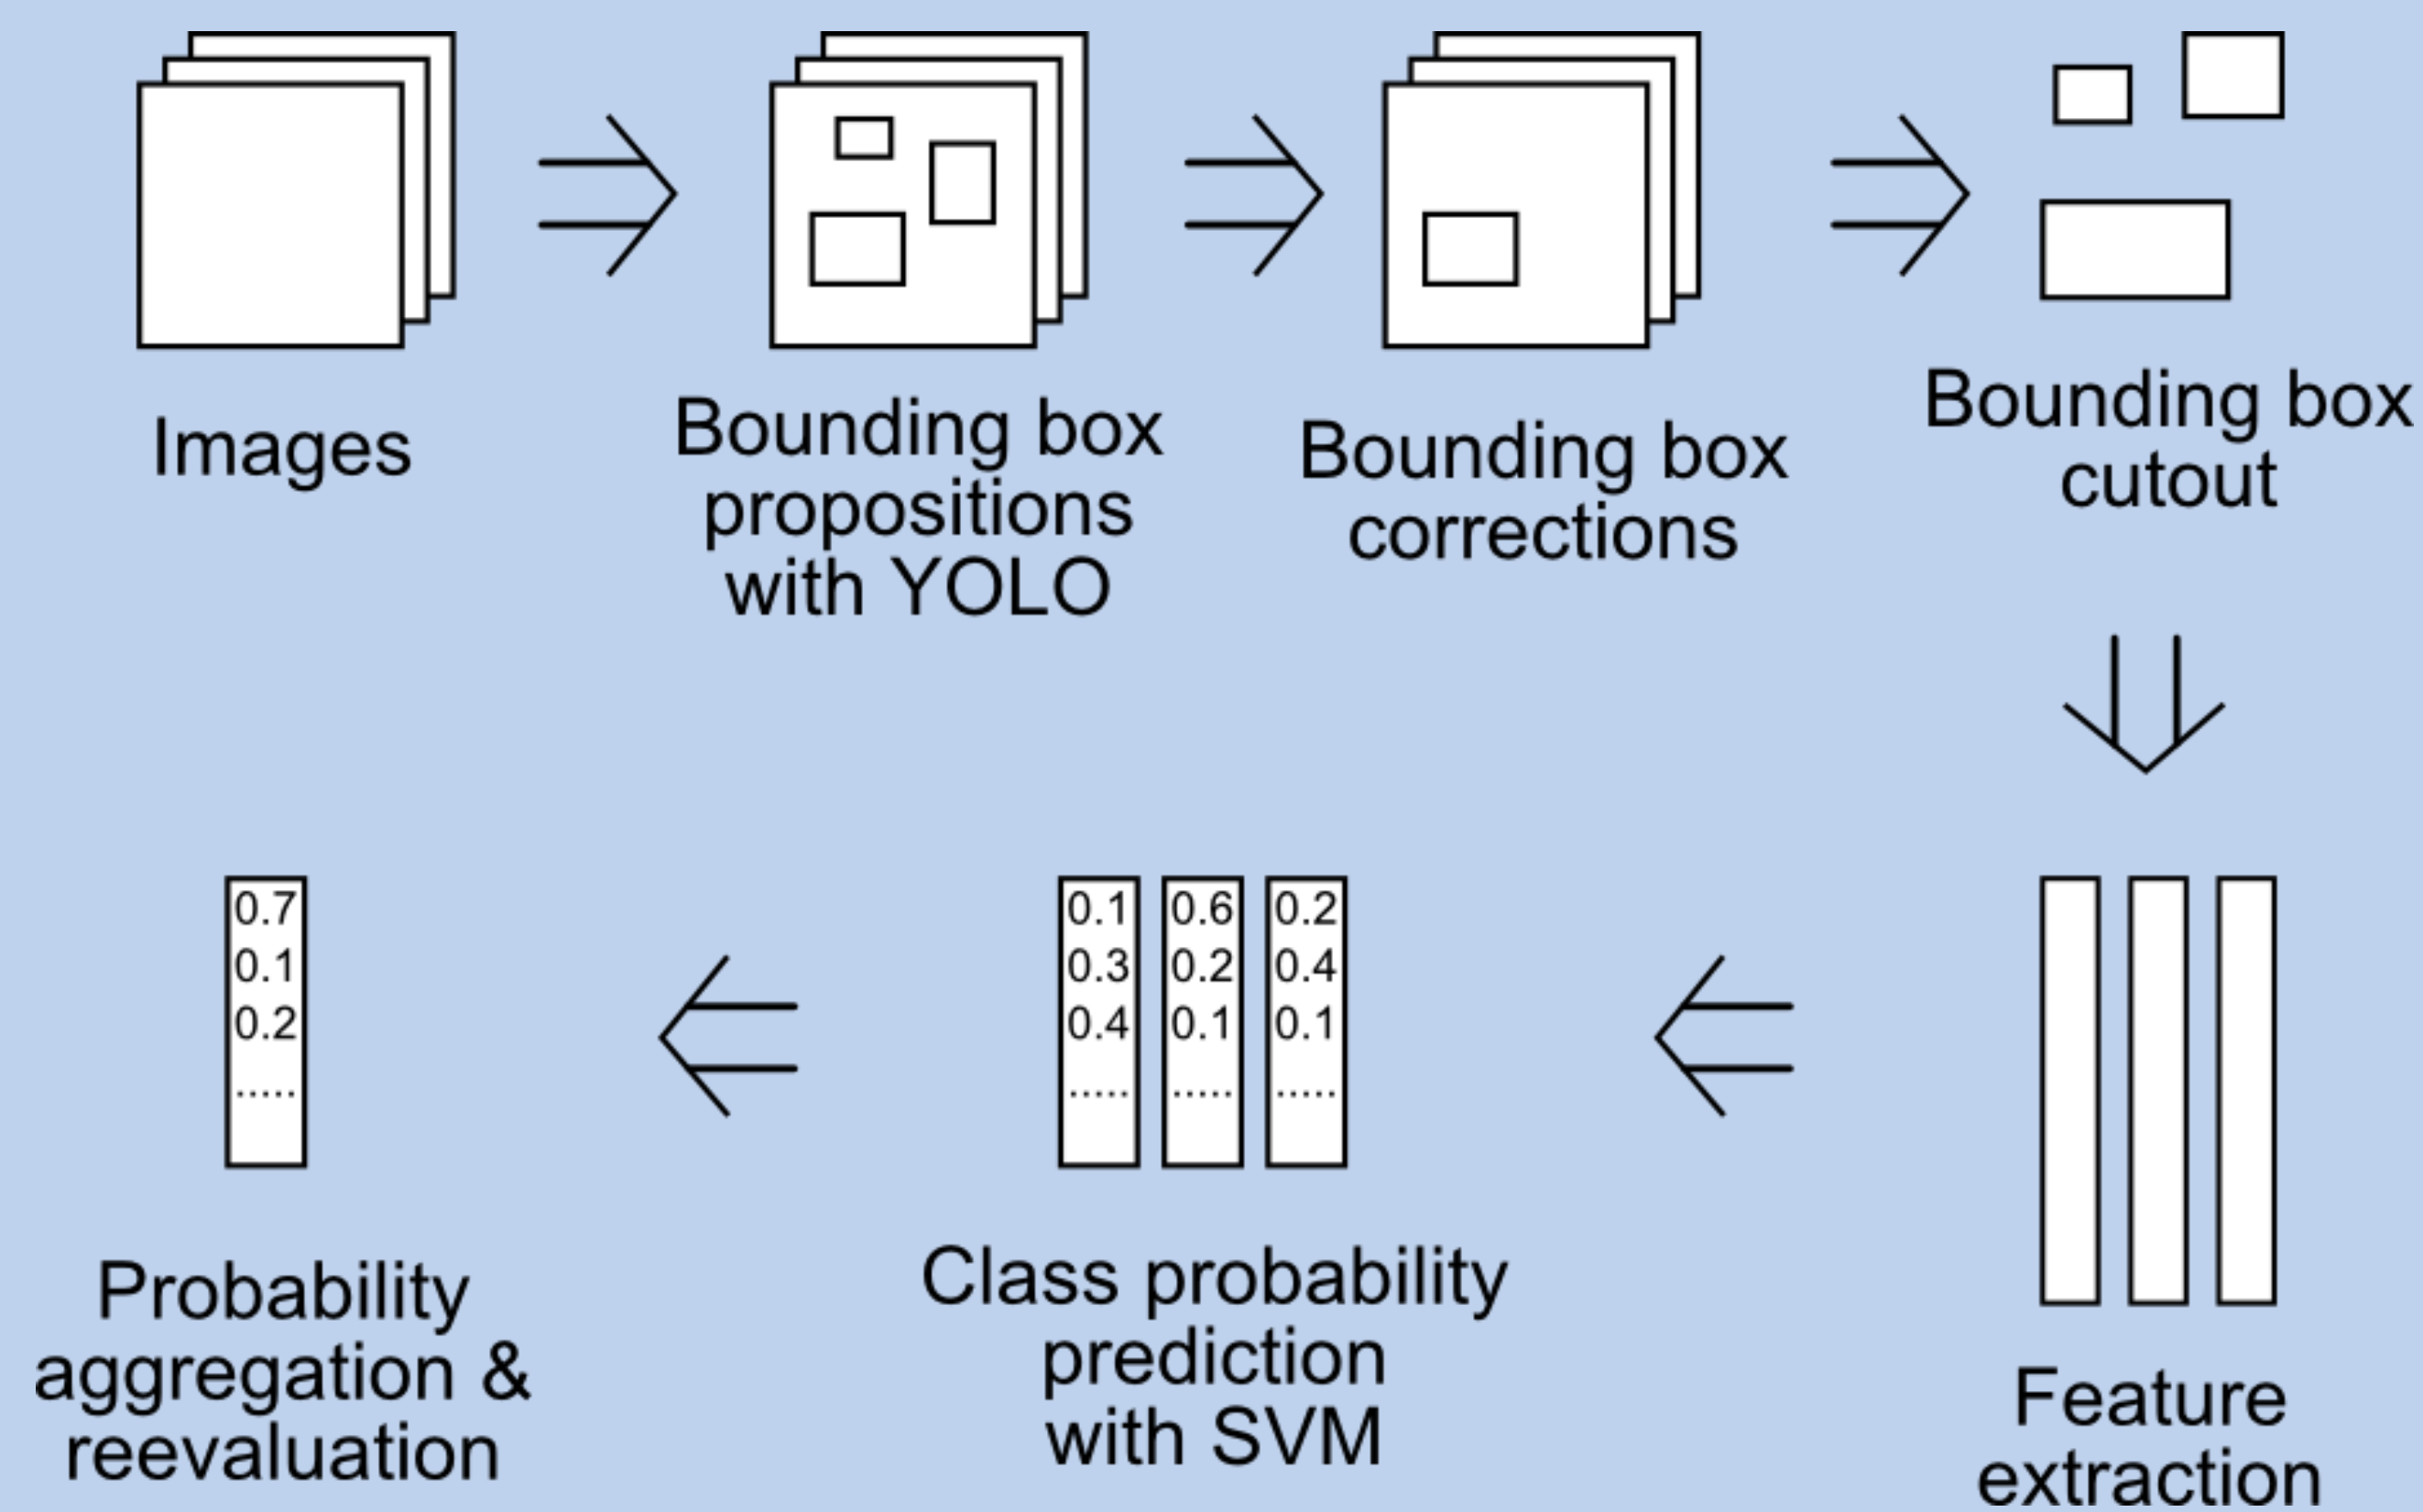 Images
Bounding box
propositions
with YOLO
Bounding box
corrections
Bounding box
cutout
0.7
0.1
0.2
.....
Probability
aggregation &
reevaluation
0.1
0.3
0.4
.....
0.6
0.2
0.1
.....
0.2
0.4
0.1
.....
Class probability
prediction
with SVM
Feature
extraction